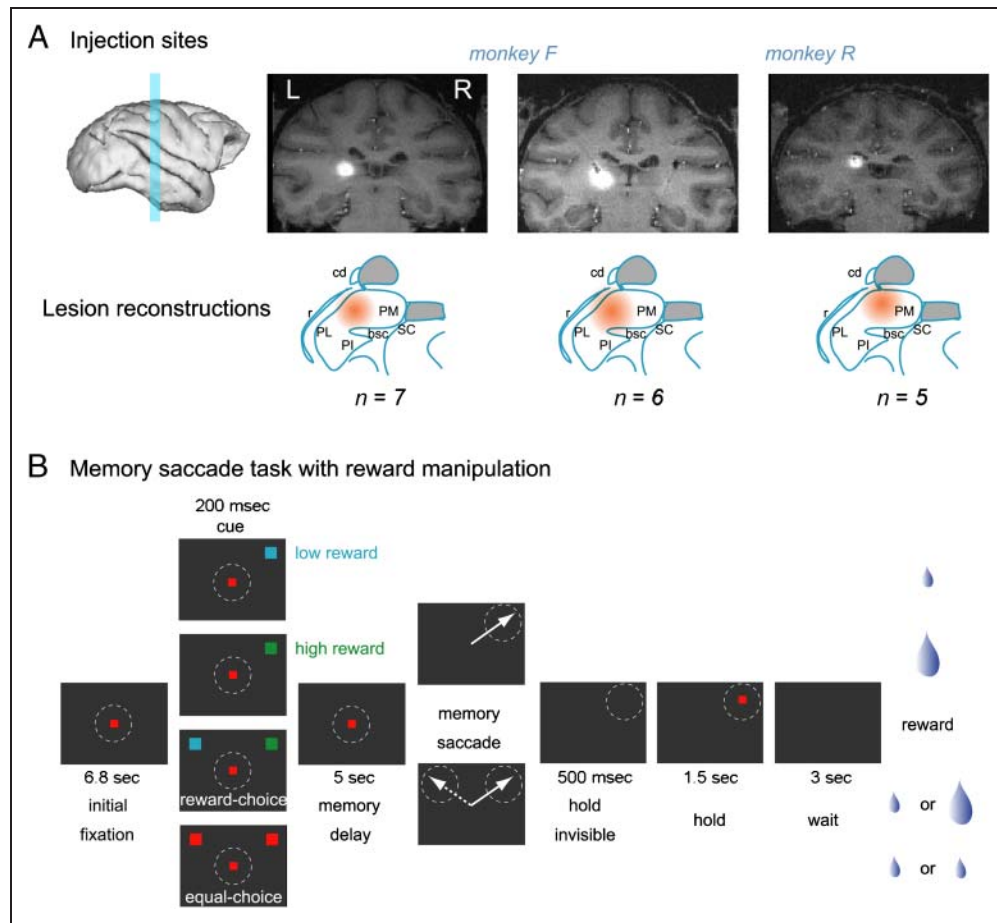 A Injection sites
monkey F
monkey R
L
R
Lesion reconstructions
cd
r
PL
PI
bsc
PM
SC
n = 7
cd
r
PL
PI
bsc
PM
SC
n = 6
cd
r
PL
PI
bsc
PM
SC
n = 5
B Memory saccade task with reward manipulation
200 msec
cue
low reward
high reward
reward-choice
equal-choice
6.8 sec
initial
fixation
5 sec
memory
delay
memory
saccade
500 msec
hold
invisible
1.5 sec
hold
3 sec
wait
reward
or
or